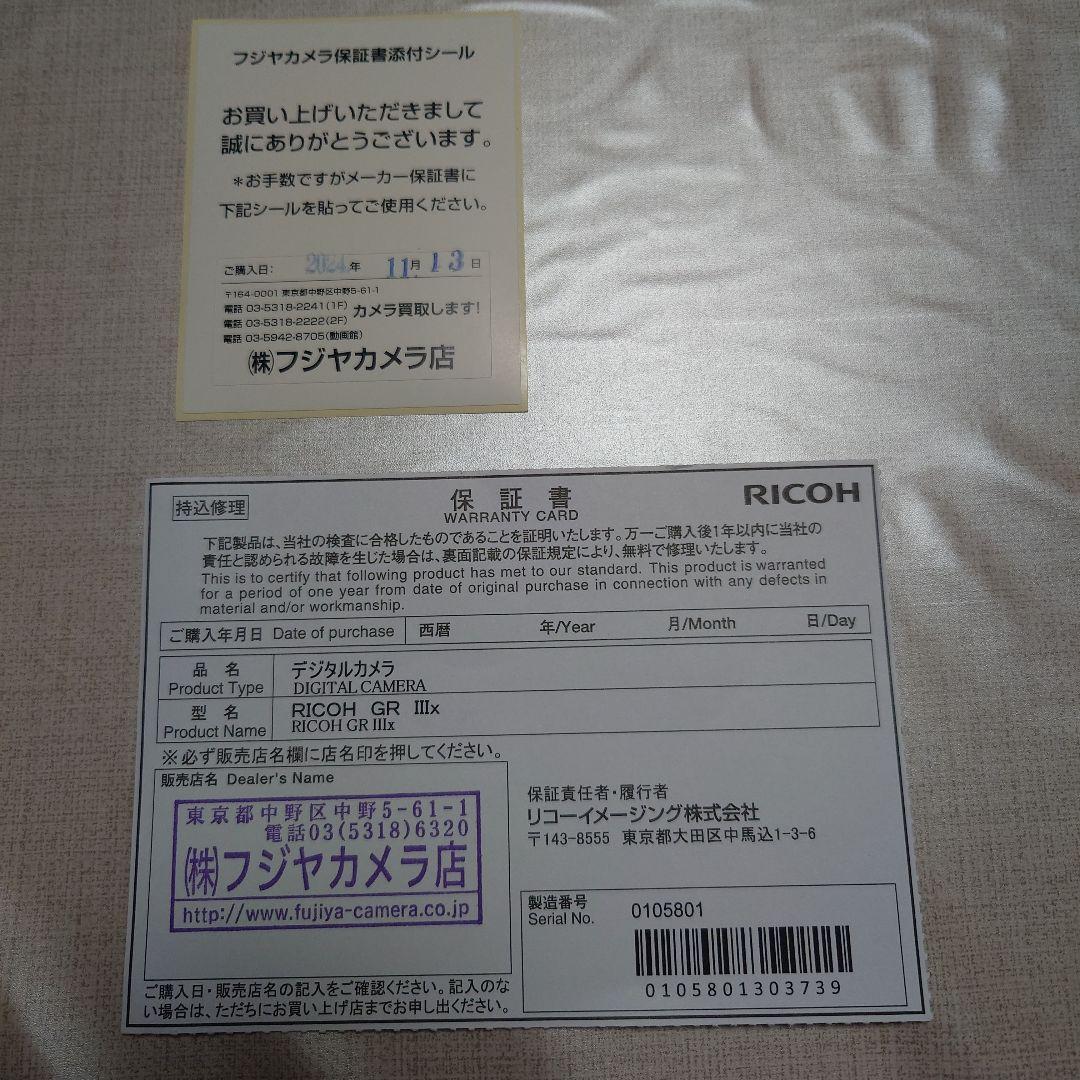 フジヤカメラ保証書添付シール
お買い上げいただきまして
誠にありがとうございます。
＊お手数ですがメーカー保証書に
下記シールを貼ってご使用ください。
ご購入日: 2024年 11月 13日
〒164-0001 東京都中野区中野5-61-1
電話 03-5318-2241(1F)
電話 03-5318-2222(2F)
カメラ買取します!
電話 03-5942-8705(動画館)
㈱フジヤカメラ店
持込修理
保証書
WARRANTY CARD
RICOH
下記製品は、当社の検査に合格したものであることを証明いたします。万一ご購入後1年以内に当社の
責任と認められる故障を生じた場合は、裏面記載の保証規定により、無料で修理いたします。
This is to certify that following product has met to our standard. This product is warranted
for a period of one year from date of original purchase in connection with any defects in
material and/or workmanship.
ご購入年月日 Date of purchase 西暦 年/Year 月/Month 日/Day
品名 デジタルカメラ
Product Type DIGITAL CAMERA
型名 RICOH GR Ⅲx
Product Name RICOH GR IIIx
※必ず販売店名欄に店名印を押してください。
販売店名 Dealer's Name
東京都中野区中野5-61-1
電話03(5318)6320
㈱フジヤカメラ店
http://www.fujiya-camera.co.jp
ご購入日・販売店名の記入をご確認ください。記入のな
い場合は、ただちにお買い上げ店までお申し出ください。
保証責任者・履行者
リコーイメージング株式会社
〒143-8555 東京都大田区中馬込1-3-6
製造番号
Serial No. 0105801
0105801303739